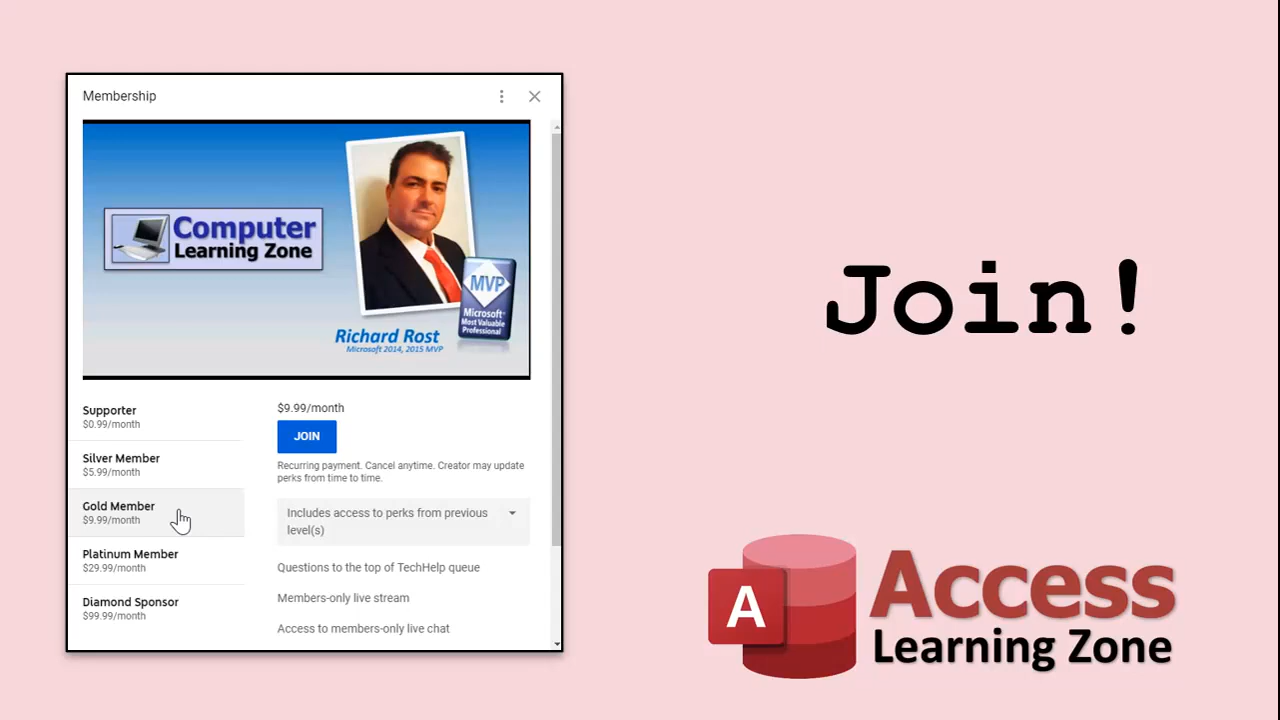 Membership
Computer
Learning Zone
MVP
Microsoft
Most Valuable
Professional
Richard Rost
Microsoft 2014, 2015 MVP
Supporter
$0.99/month
Silver Member
$5.99/month
Gold Member
$9.99/month
Platinum Member
$29.99/month
Diamond Sponsor
$99.99/month
$9.99/month
JOIN
Recurring payment. Cancel anytime. Creator may update
perks from time to time.
Includes access to perks from previous
level(s)
Questions to the top of TechHelp queue
Members-only live stream
Access to members-only live chat
Join!
A
Access
Learning Zone